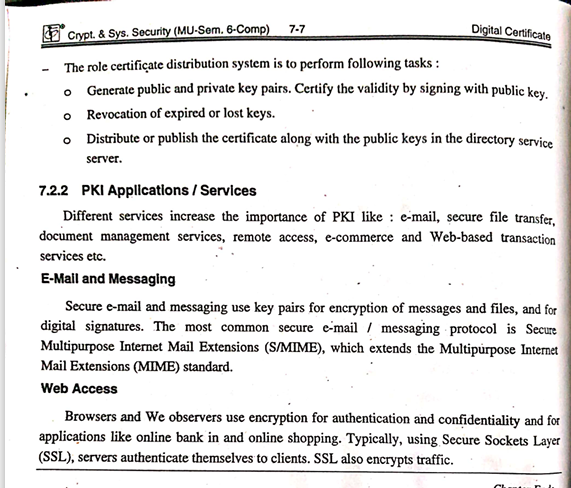 Crypt. & Sys. Security (MU-Sem. 6-Comp) 7-7 Digital Certificate
– The role certificate distribution system is to perform following tasks :
o Generate public and private key pairs. Certify the validity by signing with public key.
o Revocation of expired or lost keys.
o Distribute or publish the certificate along with the public keys in the directory service
server.
7.2.2 PKI Applications / Services
Different services increase the importance of PKI like : e-mail, secure file transfer,
document management services, remote access, e-commerce and Web-based transaction
services etc.
E-Mail and Messaging
Secure e-mail and messaging use key pairs for encryption of messages and files, and for
digital signatures. The most common secure e-mail / messaging protocol is Secure
Multipurpose Internet Mail Extensions (S/MIME), which extends the Multipurpose Internet
Mail Extensions (MIME) standard.
Web Access
Browsers and We observers use encryption for authentication and confidentiality and for
applications like online bank in and online shopping. Typically, using Secure Sockets Layer
(SSL), servers authenticate themselves to clients. SSL also encrypts traffic.